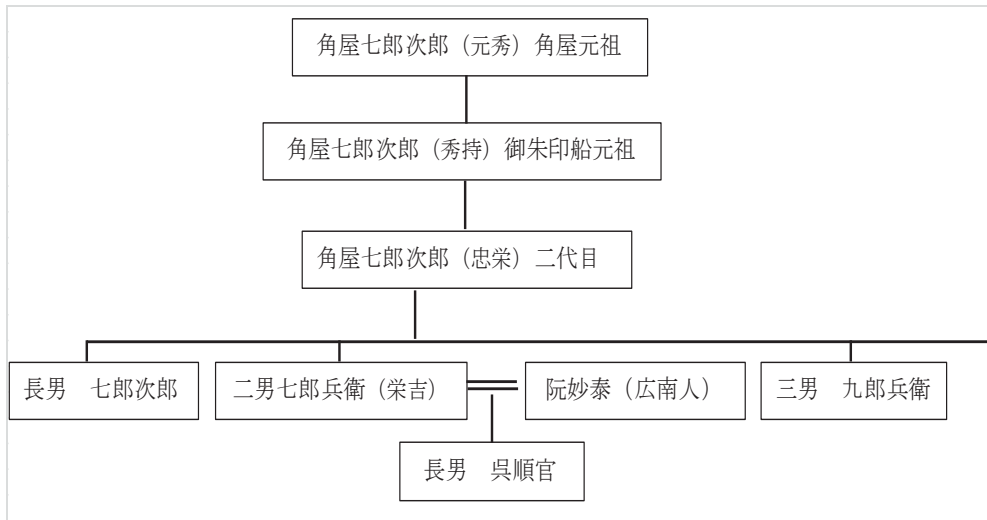 角屋七郎次郎（元秀）角屋元祖
角屋七郎次郎（秀持）御朱印船元祖
角屋七郎次郎（忠栄）二代目
長男　七郎次郎
二男七郎兵衛（栄吉）
阮妙泰（広南人）
三男　九郎兵衛
長男　呉順官